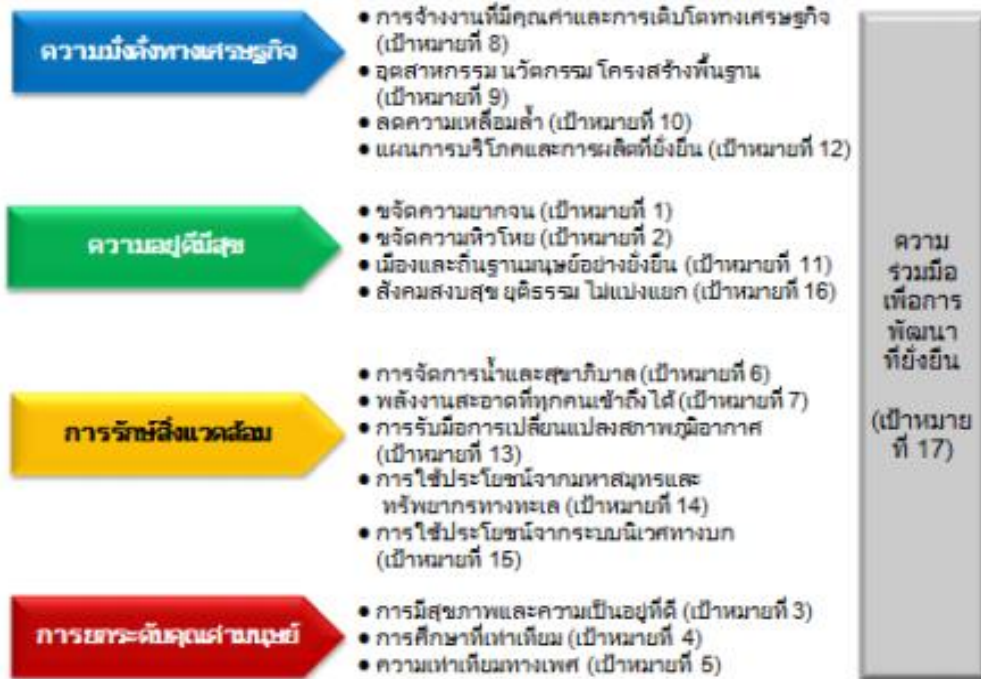 ความมั่งคั่งทางเศรษฐกิจ
● การจ้างงานที่มีคุณค่าและการเติบโตทางเศรษฐกิจ
(เป้าหมายที่ 8)
● อุตสาหกรรม นวัตกรรม โครงสร้างพื้นฐาน
(เป้าหมายที่ 9)
● ลดความเหลื่อมล้ำ (เป้าหมายที่ 10)
● แผนการบริโภคและการผลิตที่ยั่งยืน (เป้าหมายที่ 12)
ความอยู่ดีมีสุข
● ขจัดความยากจน (เป้าหมายที่ 1)
● ขจัดความหิวโหย (เป้าหมายที่ 2)
● เมืองและถิ่นฐานมนุษย์อย่างยั่งยืน (เป้าหมายที่ 11)
● สังคมสงบสุข ยุติธรรม ไม่แบ่งแยก (เป้าหมายที่ 16)
การรักษ์สิ่งแวดล้อม
● การจัดการน้ำและสุขาภิบาล (เป้าหมายที่ 6)
● พลังงานสะอาดที่ทุกคนเข้าถึงได้ (เป้าหมายที่ 7)
● การรับมือการเปลี่ยนแปลงสภาพภูมิอากาศ
(เป้าหมายที่ 13)
● การใช้ประโยชน์จากมหาสมุทรและ
ทรัพยากรทางทะเล (เป้าหมายที่ 14)
● การใช้ประโยชน์จากระบบนิเวศทางบก
(เป้าหมายที่ 15)
การยกระดับคุณค่ามนุษย์
● การมีสุขภาพและความเป็นอยู่ที่ดี (เป้าหมายที่ 3)
● การศึกษาที่เท่าเทียม (เป้าหมายที่ 4)
● ความเท่าเทียมทางเพศ (เป้าหมายที่ 5)
ความ
ร่วมมือ
เพื่อการ
พัฒนา
ที่ยั่งยืน
(เป้าหมาย
ที่ 17)